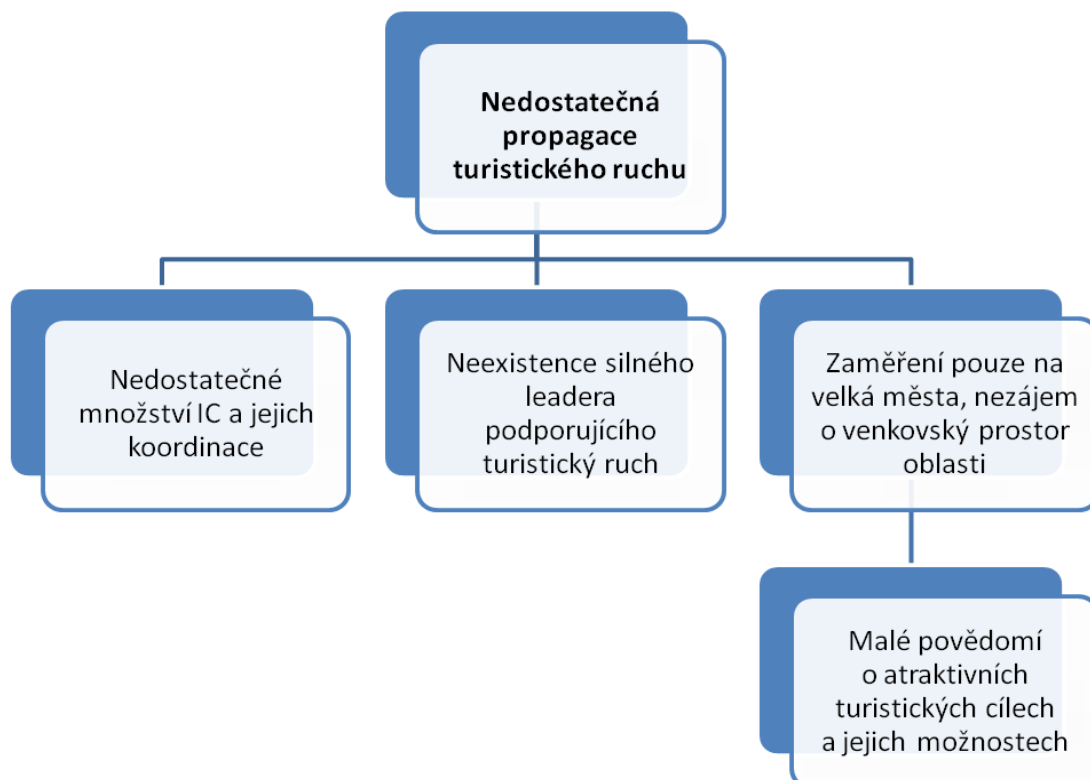 Nedostatečná
propagace
turistického ruchu
Nedostatečné
množství IC a jejich
koordinace
Neexistence silného
leadera
podporujícího
turistický ruch
Zaměření pouze na
velká města, nezájem
o venkovský prostor
oblasti
Malé povědomí
o atraktivních
turistických cílech
a jejich možnostech